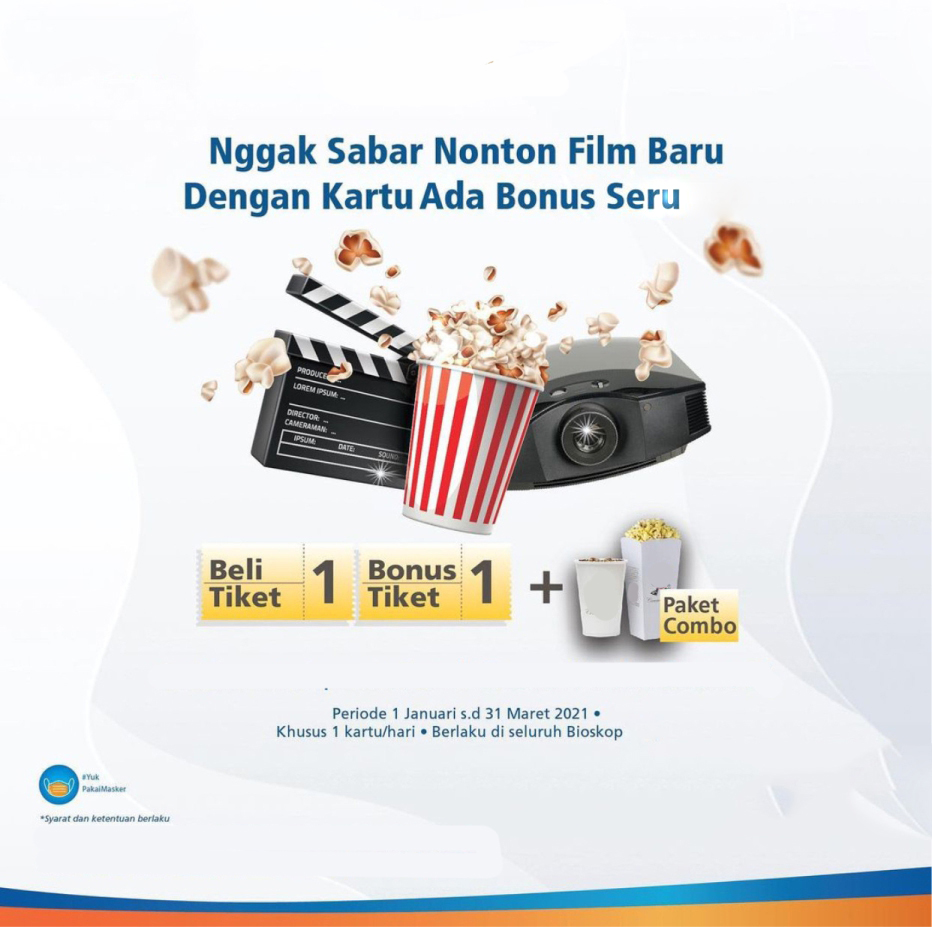 Nggak Sabar Nonton Film Baru
Dengan Kartu Ada Bonus Seru
PRODUCE
LOREM IPSUM: ...
DIRECTOR: ...
CAMERAMAN: ...
IPSUM: DATE: SOUND
Beli
Tiket 1
Bonus
Tiket 1
+
Paket
Combo
Periode 1 Januari s.d 31 Maret 2021 •
Khusus 1 kartu/hari • Berlaku di seluruh Bioskop
#Yuk
PakaiMasker
*Syarat dan ketentuan berlaku